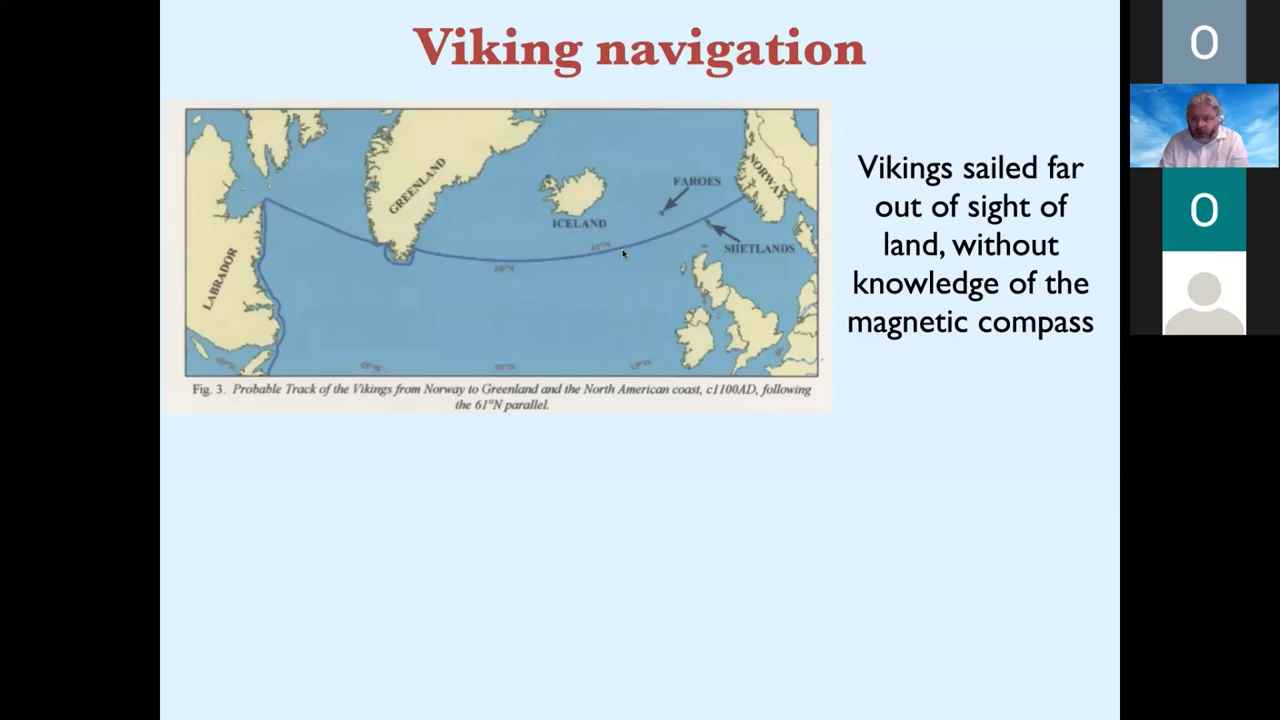 Viking navigation
GREENLAND
FAROES
NORWAY
ICELAND
SHETLANDS
LABRADOR
Vikings sailed far
out of sight of
land, without
knowledge of the
magnetic compass
Fig. 3. Probable Track of the Vikings from Norway to Greenland and the North American coast, c1100AD, following
the 61°N parallel.
O
O